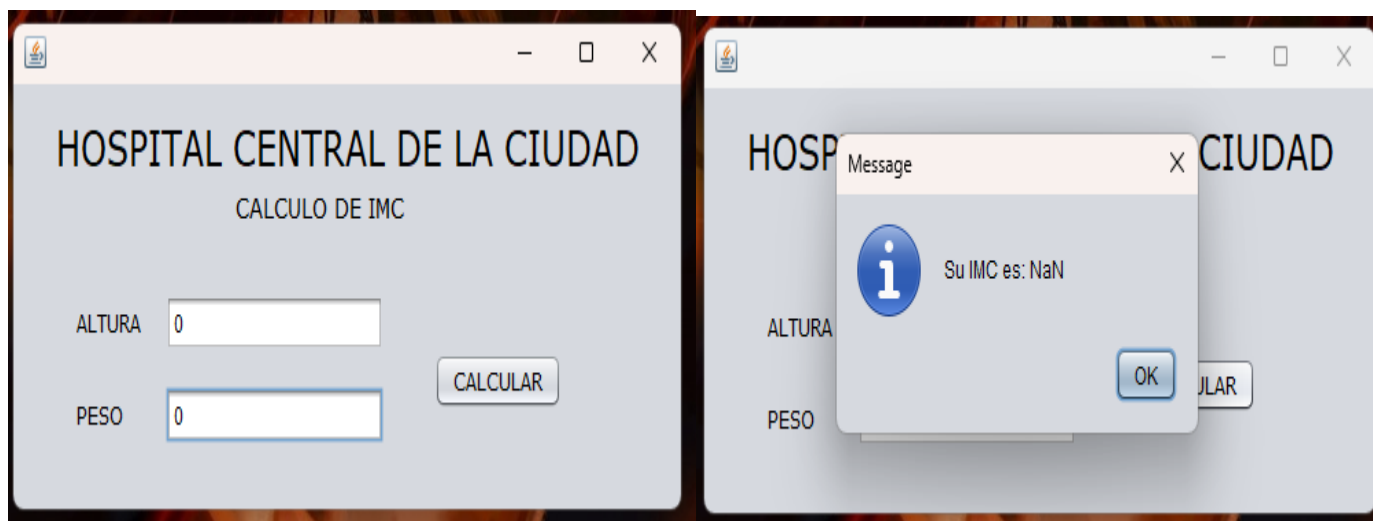 HOSPITAL CENTRAL DE LA CIUDAD
CALCULO DE IMC
ALTURA 0
CALCULAR
PESO 0
HOSP CIUDAD
Message
Su IMC es: NaN
ALTURA
OK
ULAR
PESO